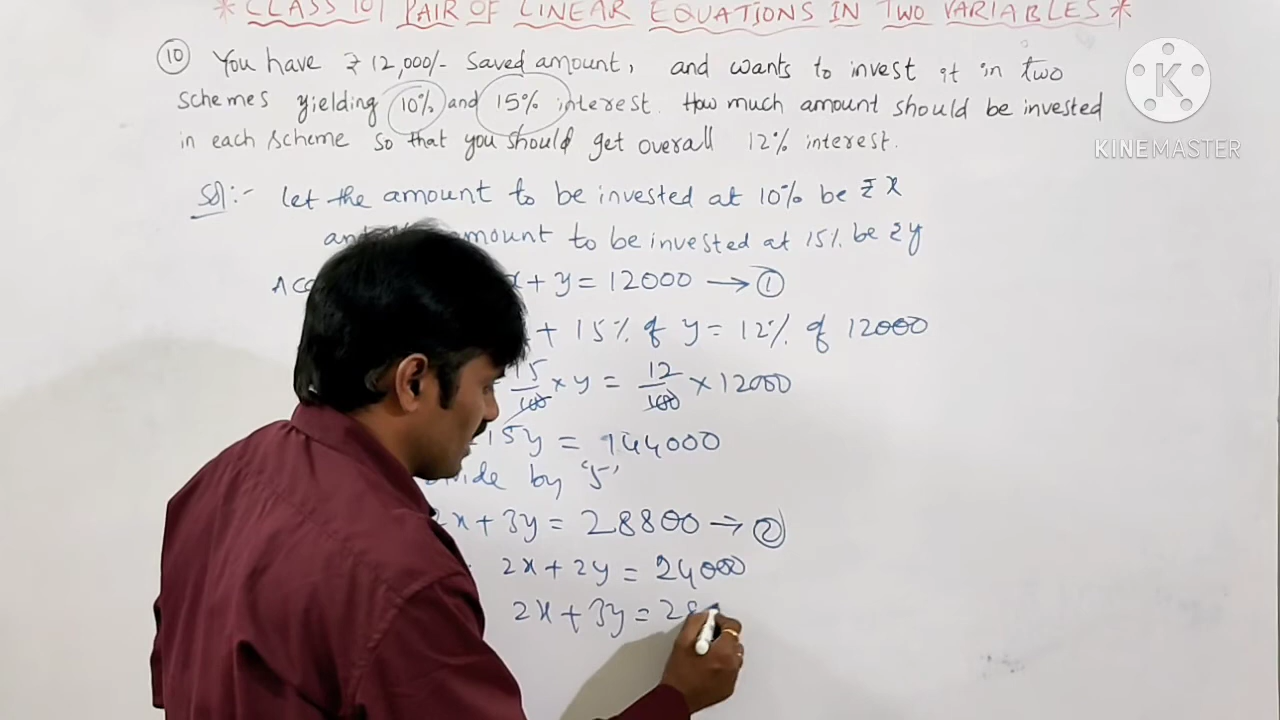 * CLASS 10 | PAIR OF LINEAR EQUATIONS IN TWO VARIABLES *
(10) You have ₹ 12,000/- saved amount, and wants to invest it in two
schemes yielding 10% and 15% interest. How much amount should be invested
in each scheme so that you should get overall 12% interest.
K
KINEMASTER
Sol:- let the amount to be invested at 10% be ₹ x
amount to be invested at 15% be ₹ y
x + y = 12000 → ①
+ 15% of y = 12% of 12000
15/100 × y = 12/100 × 12000
15y = 144000
by '5'
2x + 3y = 28800 → ②
2x + 2y = 24000
2x + 3y = 28